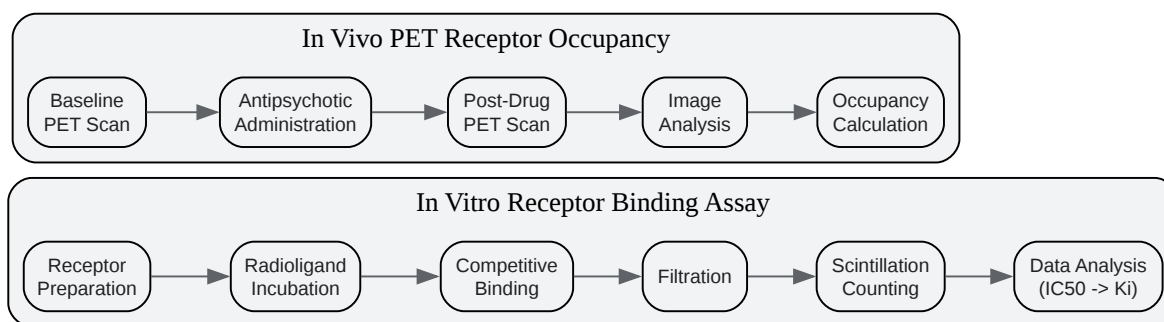 In Vivo PET Receptor Occupancy
Baseline
PET Scan
Antipsychotic
Administration
Post-Drug
PET Scan
Image
Analysis
Occupancy
Calculation
In Vitro Receptor Binding Assay
Receptor
Preparation
Radioligand
Incubation
Competitive
Binding
Filtration
Scintillation
Counting
Data Analysis
(IC50 -> Ki)